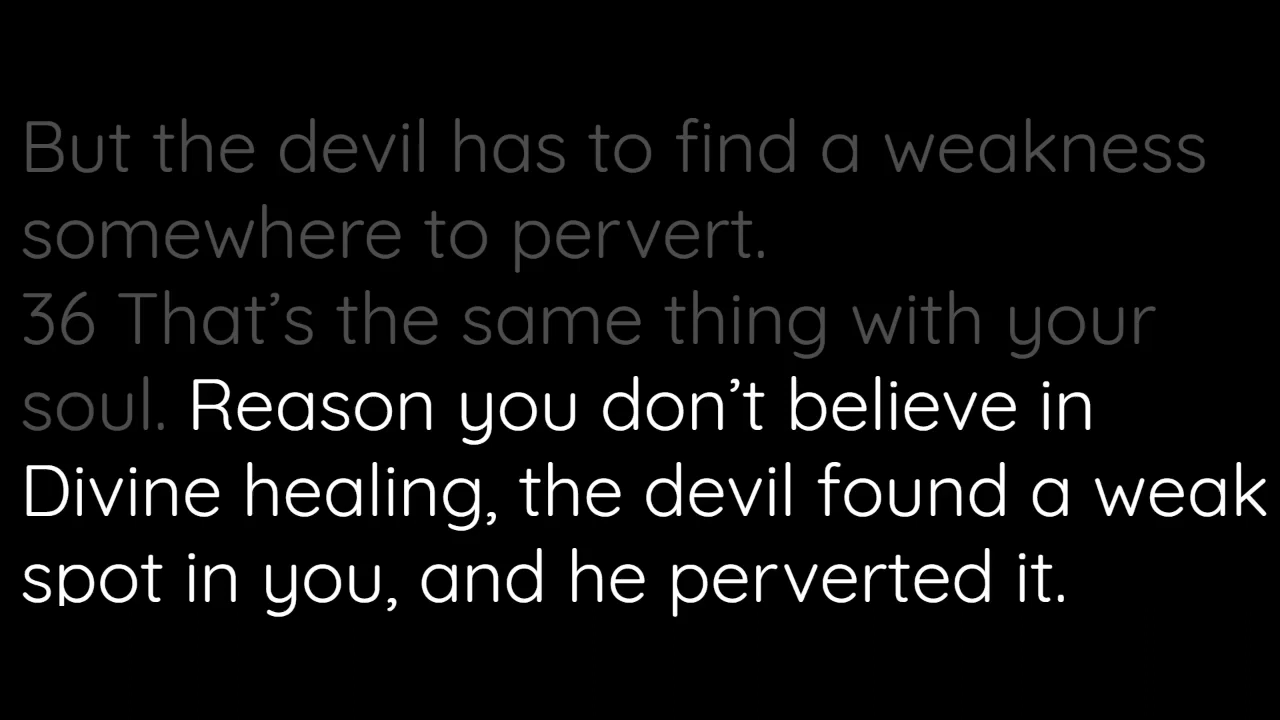 But the devil has to find a weakness
somewhere to pervert.
36 That’s the same thing with your
soul. Reason you don’t believe in
Divine healing, the devil found a weak
spot in you, and he perverted it.